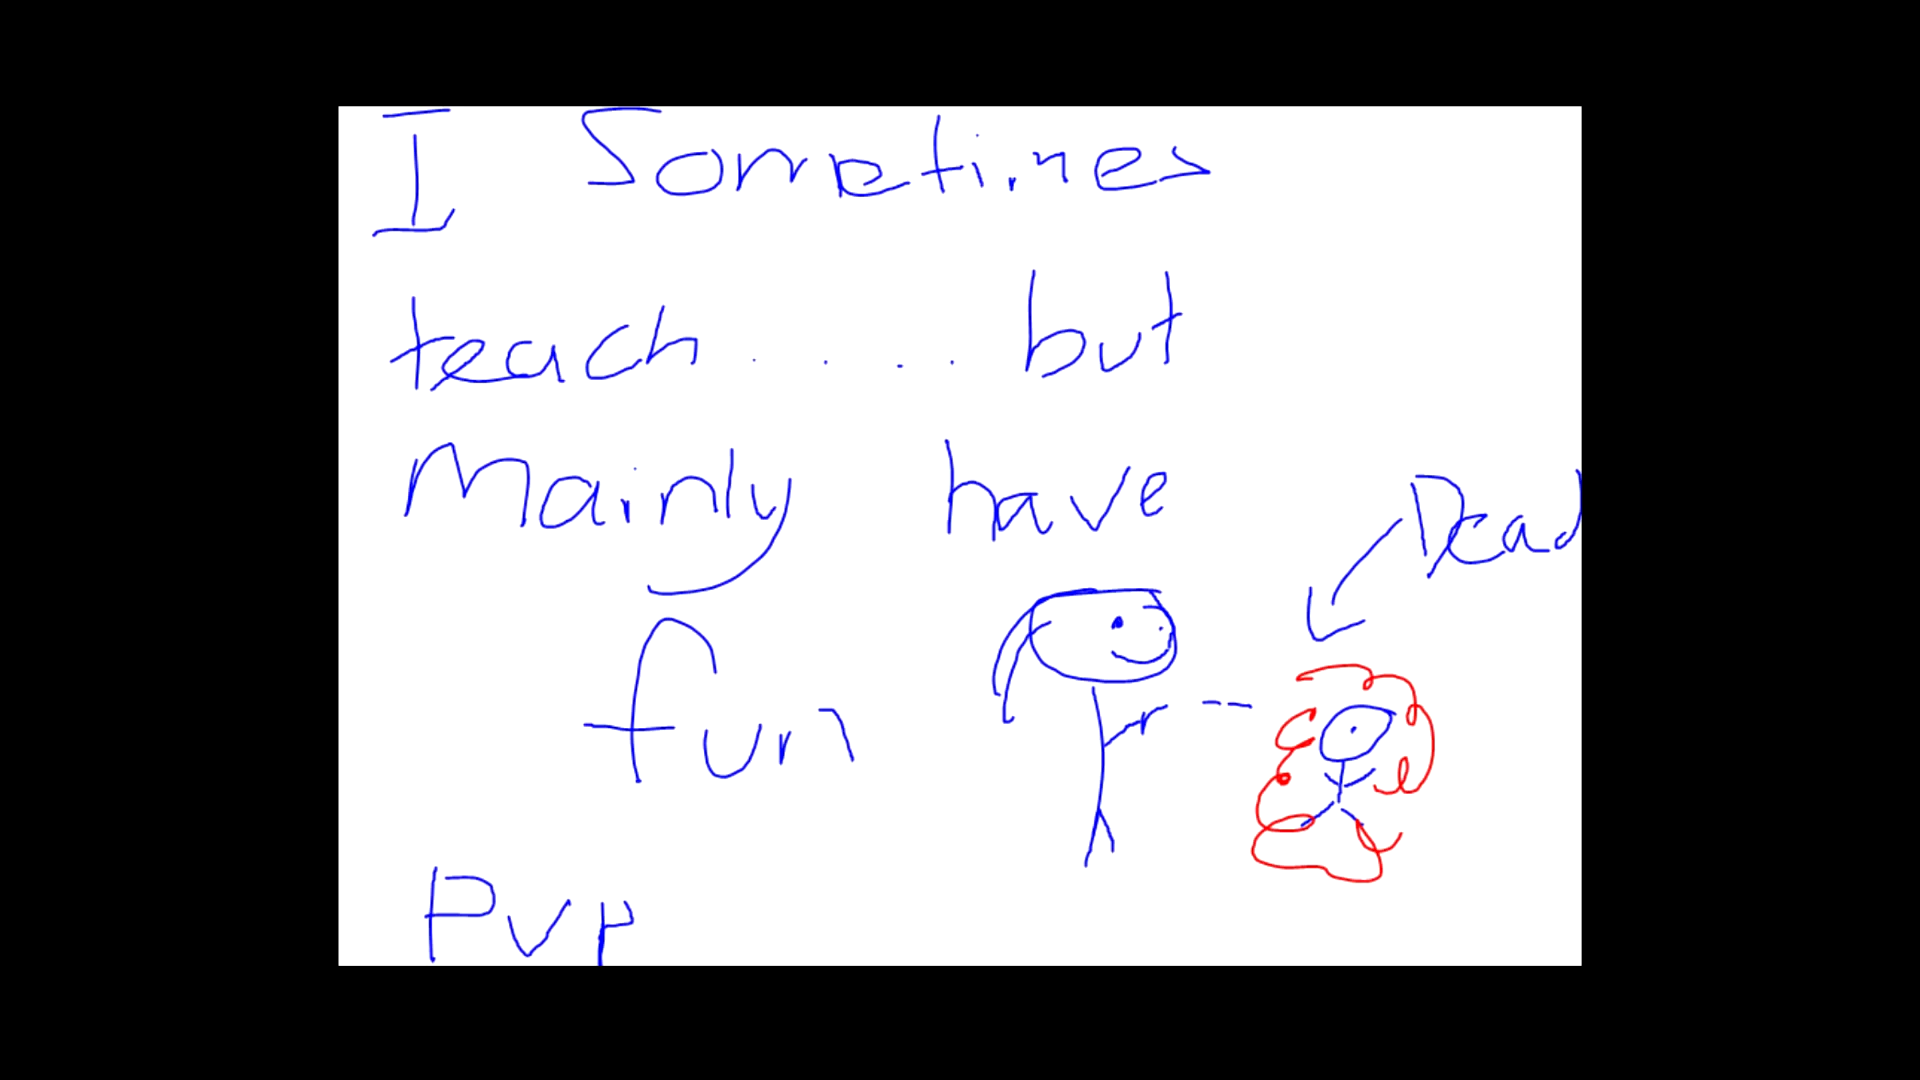 I Sometimes
teach.... but
Mainly have
Dead
fun
Pvp